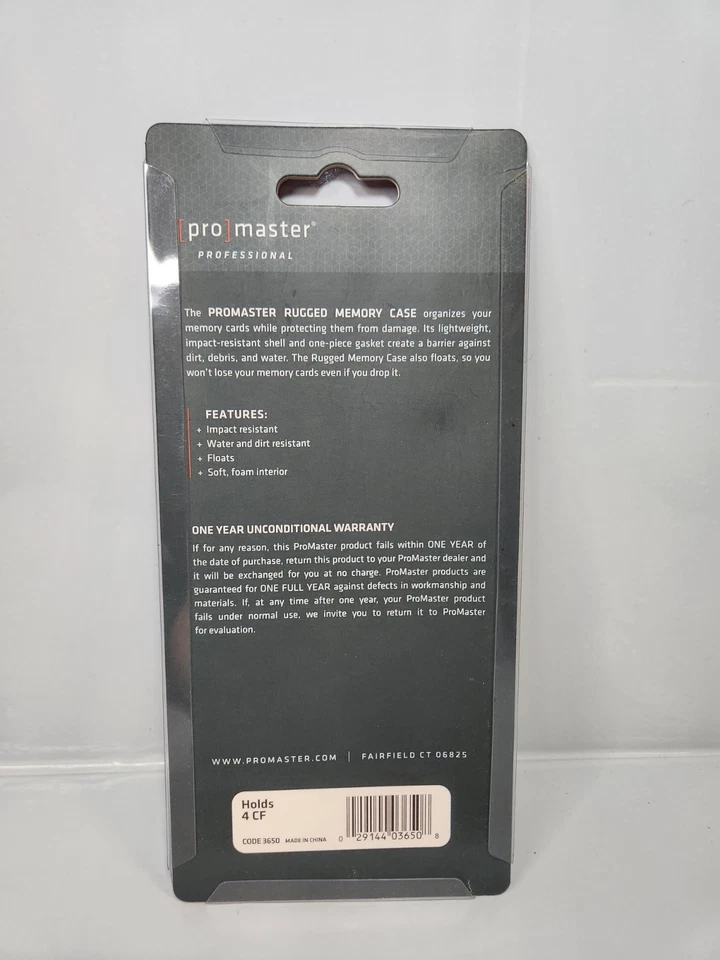 [pro]master®
PROFESSIONAL
The PROMASTER RUGGED MEMORY CASE organizes your
memory cards while protecting them from damage. Its lightweight,
impact-resistant shell and one-piece gasket create a barrier against
dirt, debris, and water. The Rugged Memory Case also floats, so you
won't lose your memory cards even if you drop it.
FEATURES:
+ Impact resistant
+ Water and dirt resistant
+ Floats
+ Soft, foam interior
ONE YEAR UNCONDITIONAL WARRANTY
If for any reason, this ProMaster product fails within ONE YEAR of
the date of purchase, return this product to your ProMaster dealer and
it will be exchanged for you at no charge. ProMaster products are
guaranteed for ONE FULL YEAR against defects in workmanship and
materials. If, at any time after one year, your ProMaster product
fails under normal use, we invite you to return it to ProMaster
for evaluation.
WWW.PROMASTER.COM | FAIRFIELD CT 06825
Holds
4 CF
CODE 3650 MADE IN CHINA
0 29144 03650 8